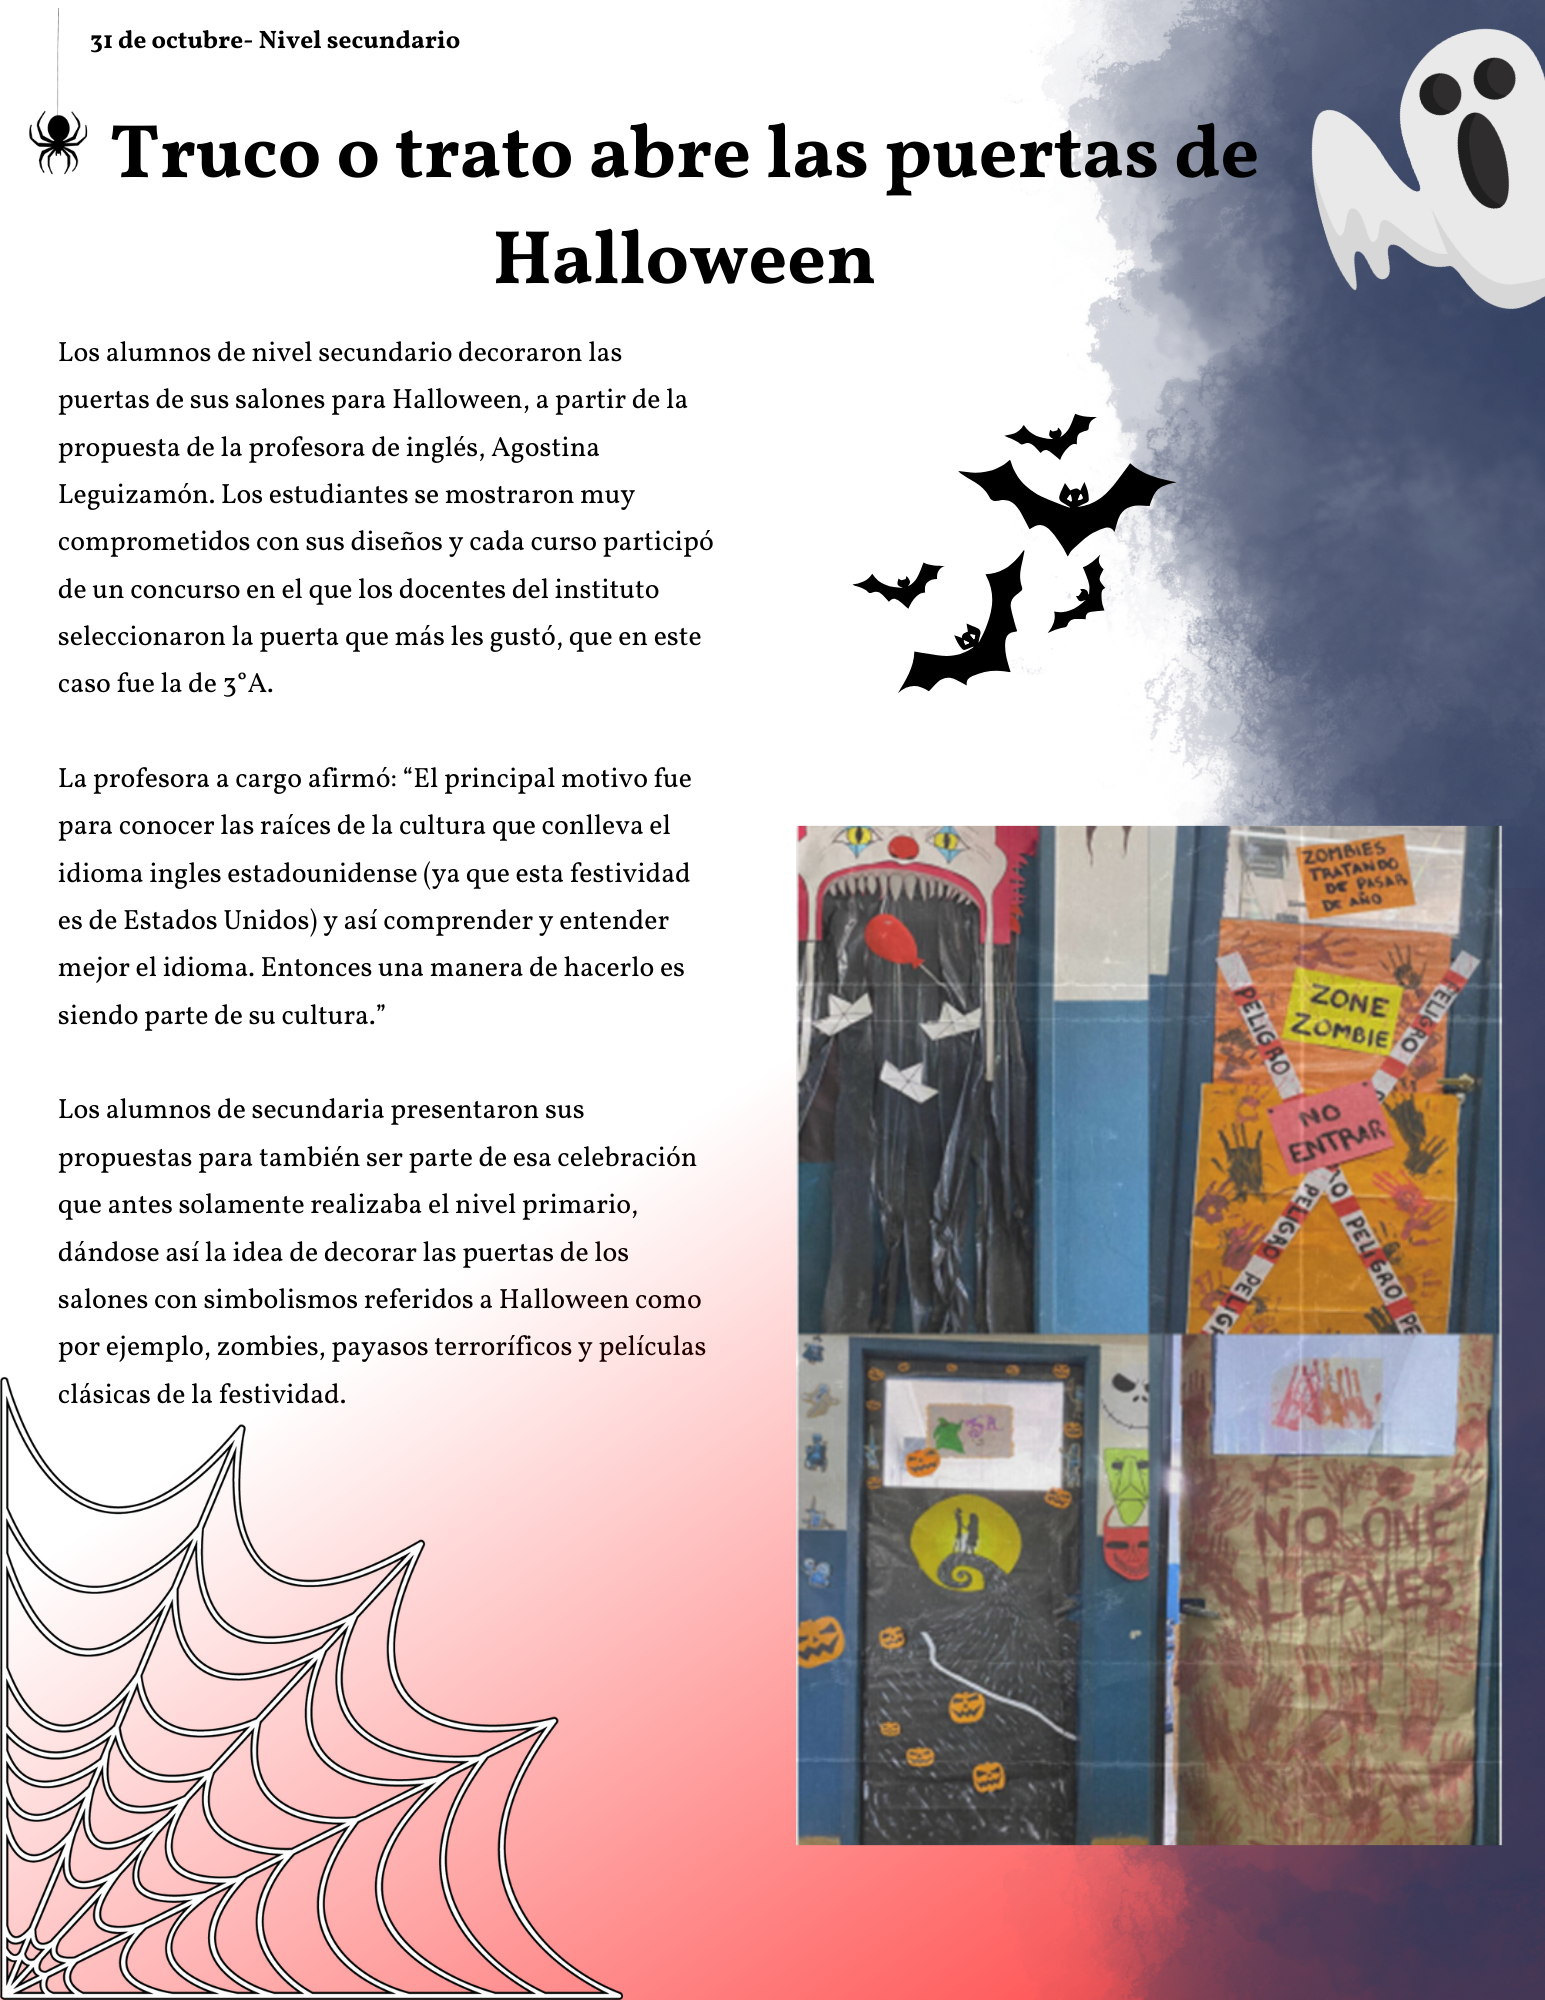 31 de octubre- Nivel secundario
Truco o trato abre las puertas de
Halloween
Los alumnos de nivel secundario decoraron las
puertas de sus salones para Halloween, a partir de la
propuesta de la profesora de inglés, Agostina
Leguizamón. Los estudiantes se mostraron muy
comprometidos con sus diseños y cada curso participó
de un concurso en el que los docentes del instituto
seleccionaron la puerta que más les gustó, que en este
caso fue la de 3°A.
La profesora a cargo afirmó: “El principal motivo fue
para conocer las raíces de la cultura que conlleva el
idioma ingles estadounidense (ya que esta festividad
es de Estados Unidos) y así comprender y entender
mejor el idioma. Entonces una manera de hacerlo es
siendo parte de su cultura.”
Los alumnos de secundaria presentaron sus
propuestas para también ser parte de esa celebración
que antes solamente realizaba el nivel primario,
dándose así la idea de decorar las puertas de los
salones con simbolismos referidos a Halloween como
por ejemplo, zombies, payasos terroríficos y películas
clásicas de la festividad.
ZOMBIES
TRATANDO
DE PASAR
DE AÑO
PELIGRO
ZONE
ZOMBIE
PELIGRO
NO
ENTRAR
PELIGRO
PELIGRO
NO ONE
LEAVES